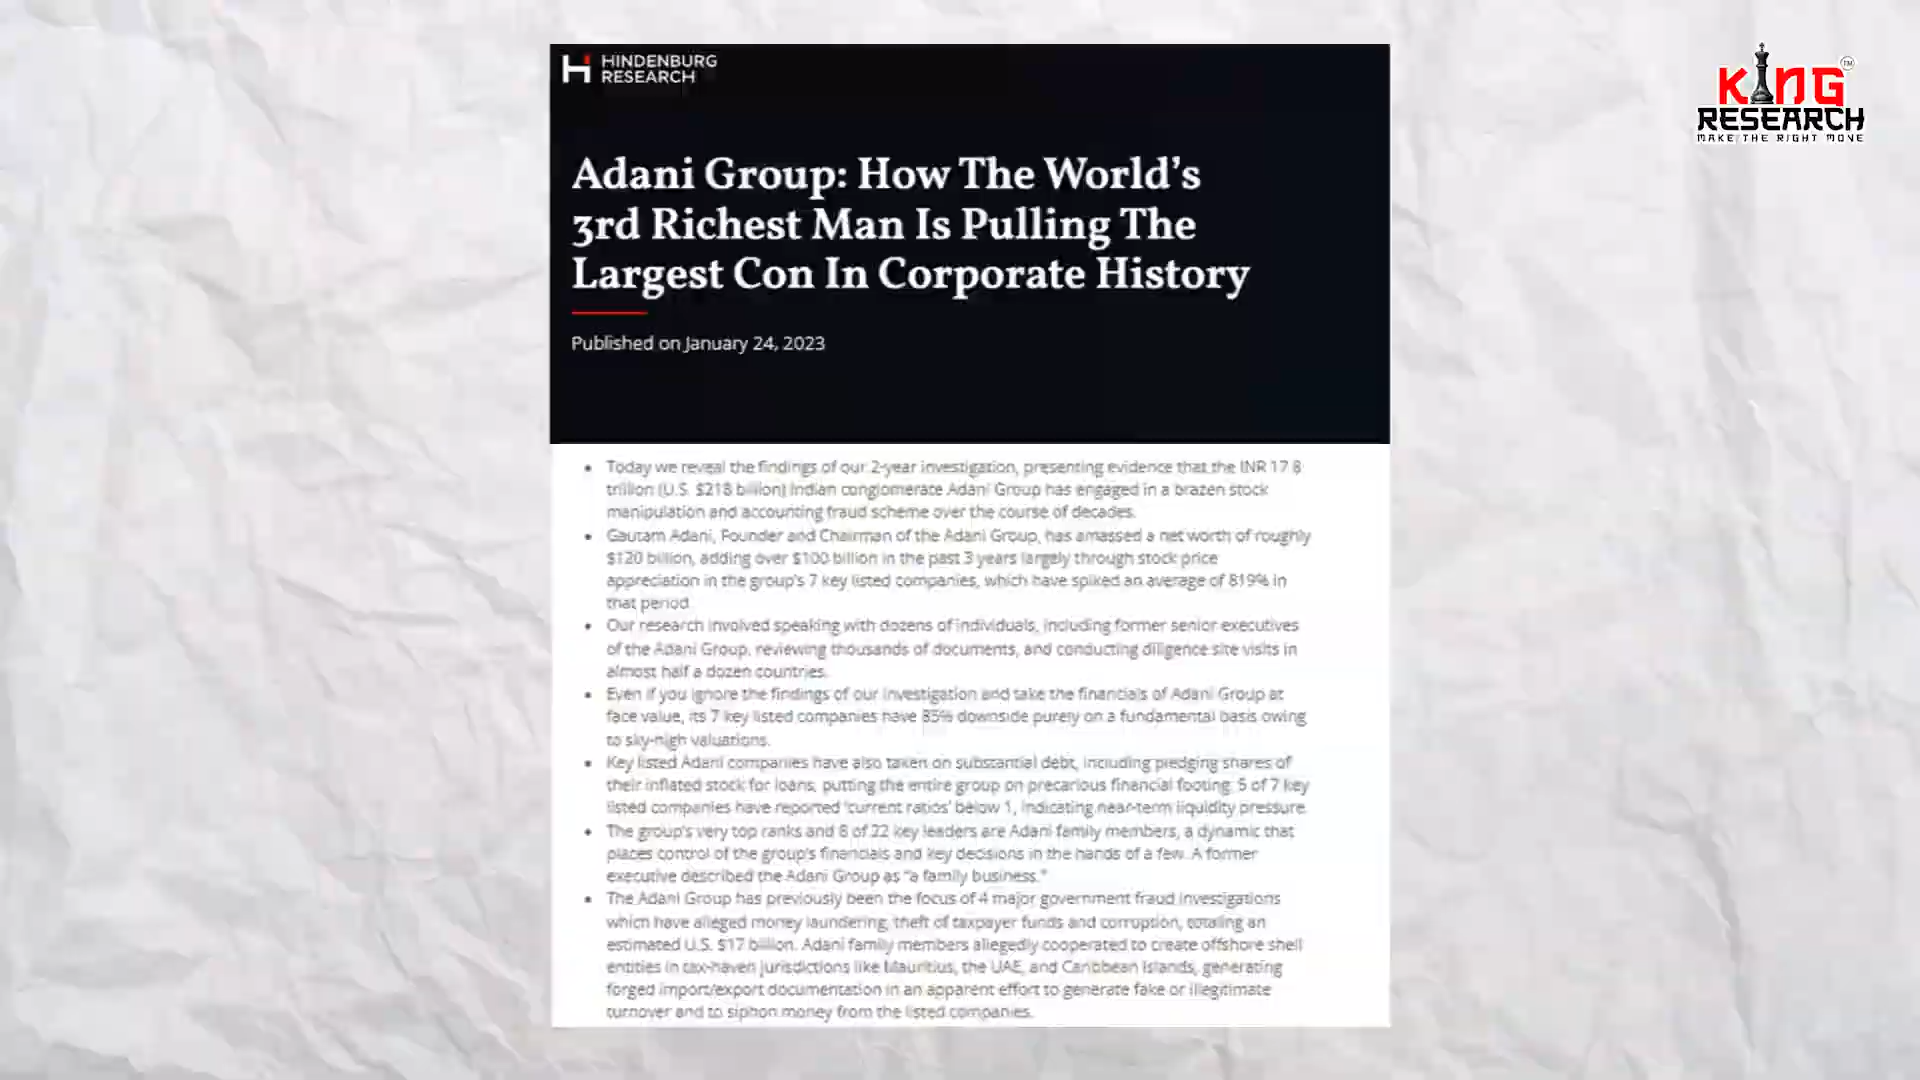 HINDENBURG
RESEARCH
KING
TM
RESEARCH
MAKE THE RIGHT MOVE
Adani Group: How The World's
3rd Richest Man Is Pulling The
Largest Con In Corporate History
Published on January 24, 2023
• Today we reveal the findings of our 2-year investigation, presenting evidence that the INR 17.8
trillion (U.S. $218 billion) Indian conglomerate Adani Group has engaged in a brazen stock
manipulation and accounting fraud scheme over the course of decades.
• Gautam Adani, Founder and Chairman of the Adani Group, has amassed a net worth of roughly
$120 billion, adding over $100 billion in the past 3 years largely through stock price
appreciation in the group's 7 key listed companies, which have spiked an average of 819% in
that period.
• Our research involved speaking with dozens of individuals, including former senior executives
of the Adani Group, reviewing thousands of documents, and conducting diligence site visits in
almost half a dozen countries.
• Even if you ignore the findings of our investigation and take the financials of Adani Group at
face value, its 7 key listed companies have 85% downside purely on a fundamental basis owing
to sky-high valuations.
• Key listed Adani companies have also taken on substantial debt, including pledging shares of
their inflated stock for loans, putting the entire group on precarious financial footing. 5 of 7 key
listed companies have reported 'current ratios' below 1, indicating near-term liquidity pressure.
• The group's very top ranks and 8 of 22 key leaders are Adani family members, a dynamic that
places control of the group's financials and key decisions in the hands of a few. A former
executive described the Adani Group as "a family business."
• The Adani Group has previously been the focus of 4 major government fraud investigations
which have alleged money laundering, theft of taxpayer funds and corruption, totaling an
estimated U.S. $17 billion. Adani family members allegedly cooperated to create offshore shell
entities in tax-haven jurisdictions like Mauritius, the UAE, and Caribbean Islands, generating
forged import/export documentation in an apparent effort to generate fake or illegitimate
turnover and to siphon money from the listed companies.